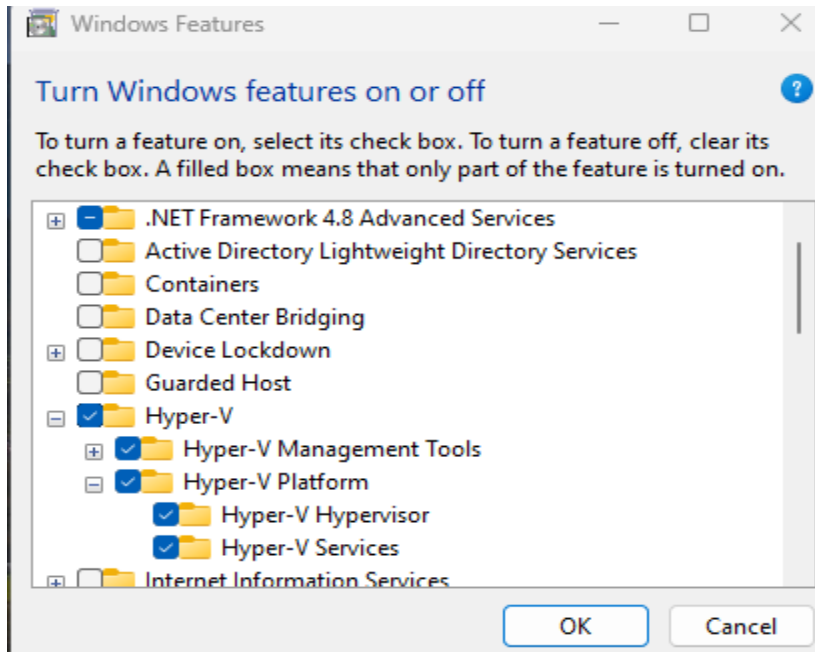 Windows Features
Turn Windows features on or off
?
To turn a feature on, select its check box. To turn a feature off, clear its
check box. A filled box means that only part of the feature is turned on.
.NET Framework 4.8 Advanced Services
Active Directory Lightweight Directory Services
Containers
Data Center Bridging
Device Lockdown
Guarded Host
Hyper-V
Hyper-V Management Tools
Hyper-V Platform
Hyper-V Hypervisor
Hyper-V Services
Internet Information Services
OK
Cancel